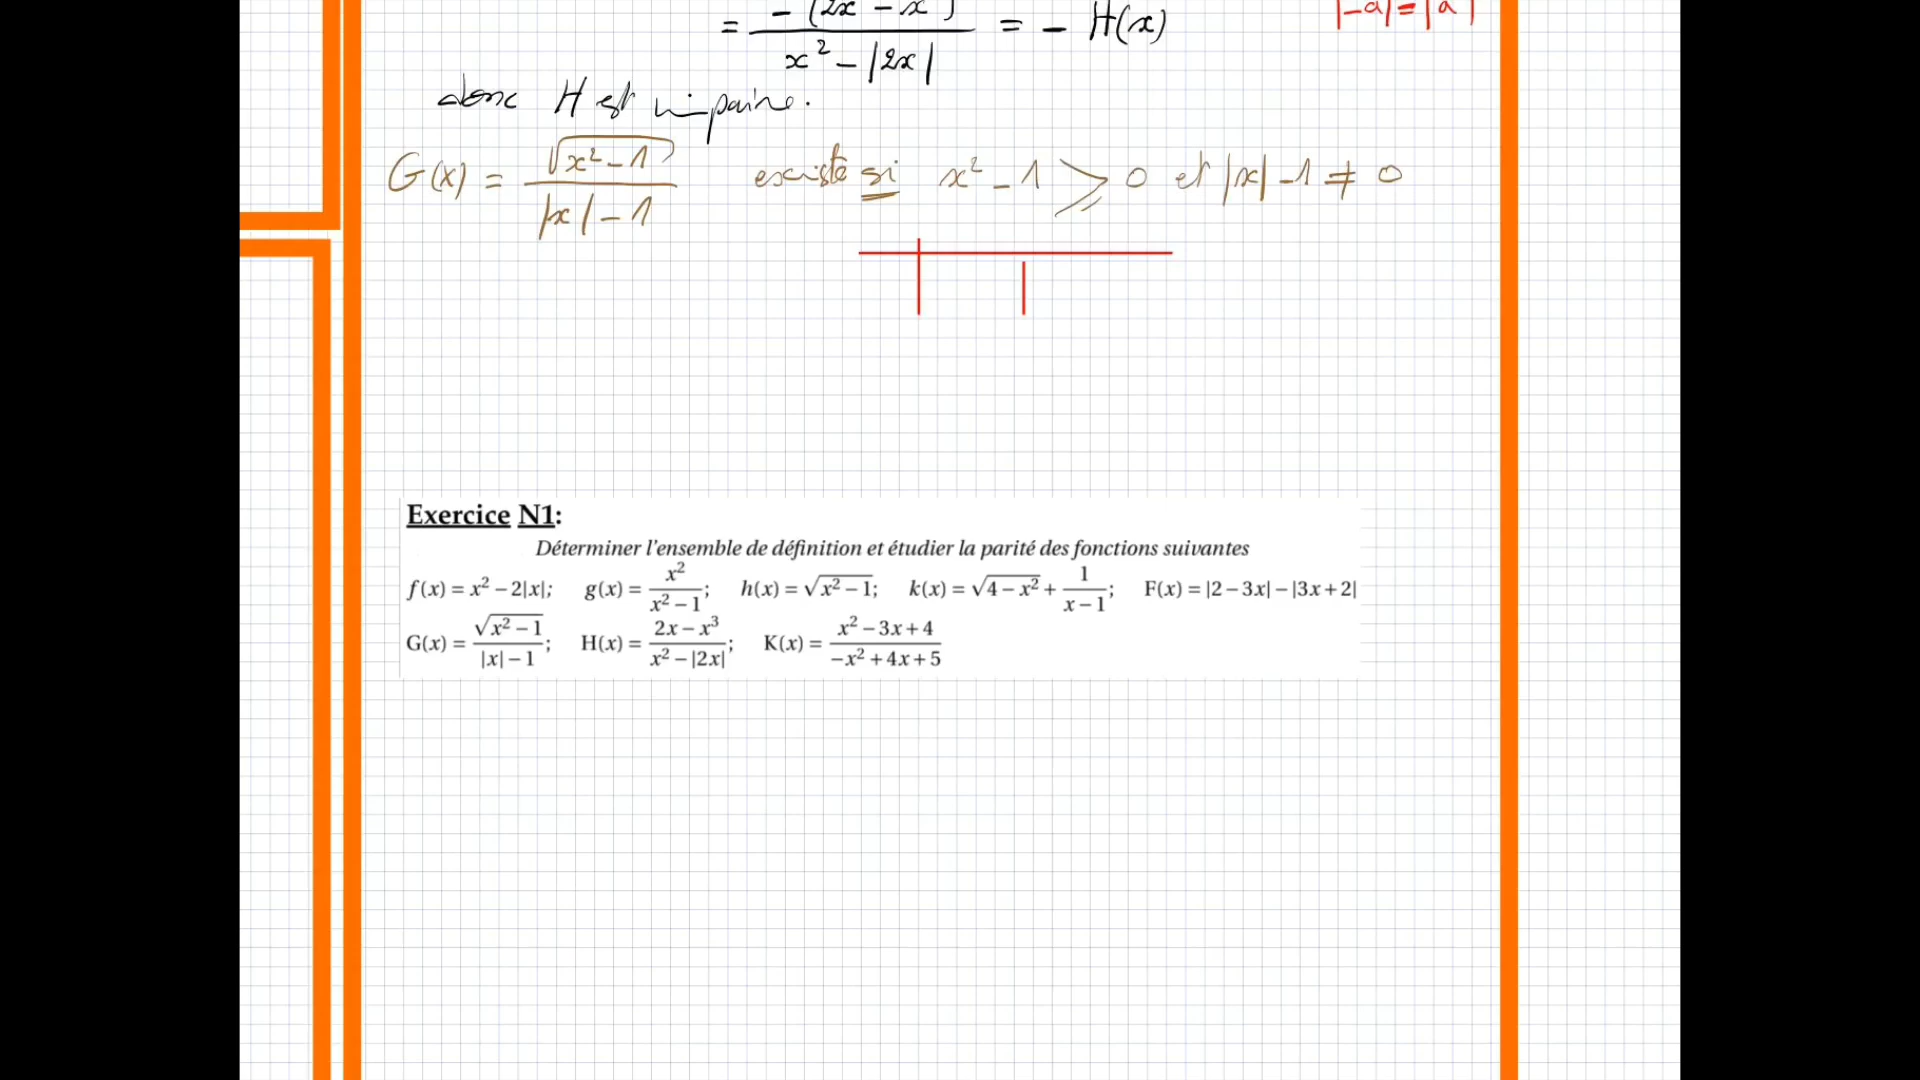 = -(2x - x³) / (x² - |2x|) = - H(x)
|-a| = |a|
donc H est impaire.
G(x) = √(x² - 1) / (|x| - 1) existe si x² - 1 ⩾ 0 et |x| - 1 ≠ 0
Exercice N1:
Déterminer l'ensemble de définition et étudier la parité des fonctions suivantes
f(x) = x² − 2|x|; g(x) = x² / (x² − 1); h(x) = √(x² − 1); k(x) = √(4 − x²) + 1 / (x − 1); F(x) = |2 − 3x| − |3x + 2|
G(x) = √(x² − 1) / (|x| − 1); H(x) = (2x − x³) / (x² − |2x|); K(x) = (x² − 3x + 4) / (−x² + 4x + 5)